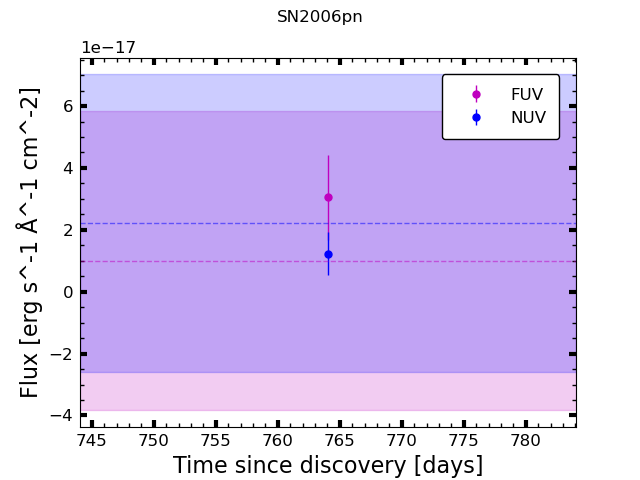 SN2006pn
1e−17
FUV
NUV
6
4
2
0
−2
−4
Flux [erg s^-1 Å^-1 cm^-2]
745 750 755 760 765 770 775 780
Time since discovery [days]